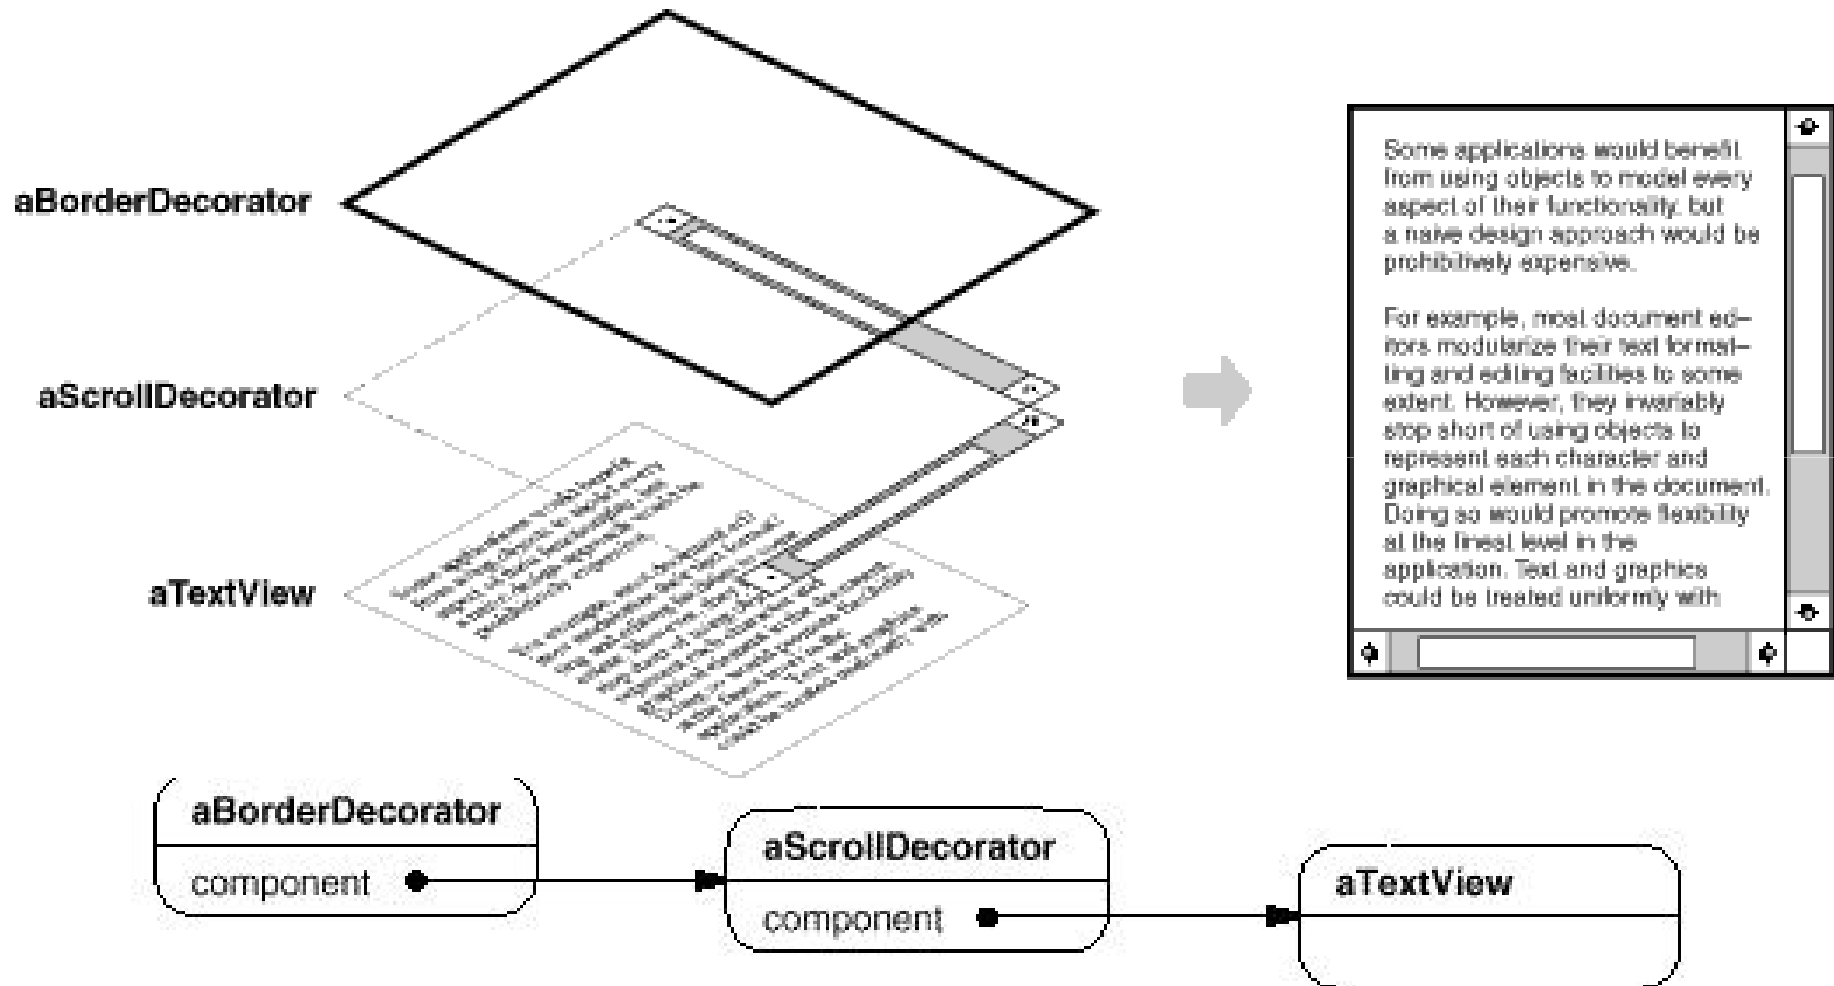 aBorderDecorator
aScrollDecorator
aTextView
Some applications would benefit
from using objects to model every
aspect of their functionality, but
a naive design approach would be
prohibitively expensive.
For example, most document ed–
itors modularize their text format–
ting and editing facilities to some
extent. However, they invariably
stop short of using objects to
represent each character and
graphical element in the document.
Doing so would promote flexibility
at the finest level in the
application. Text and graphics
could be treated uniformly with
aBorderDecorator
component
aScrollDecorator
component
aTextView